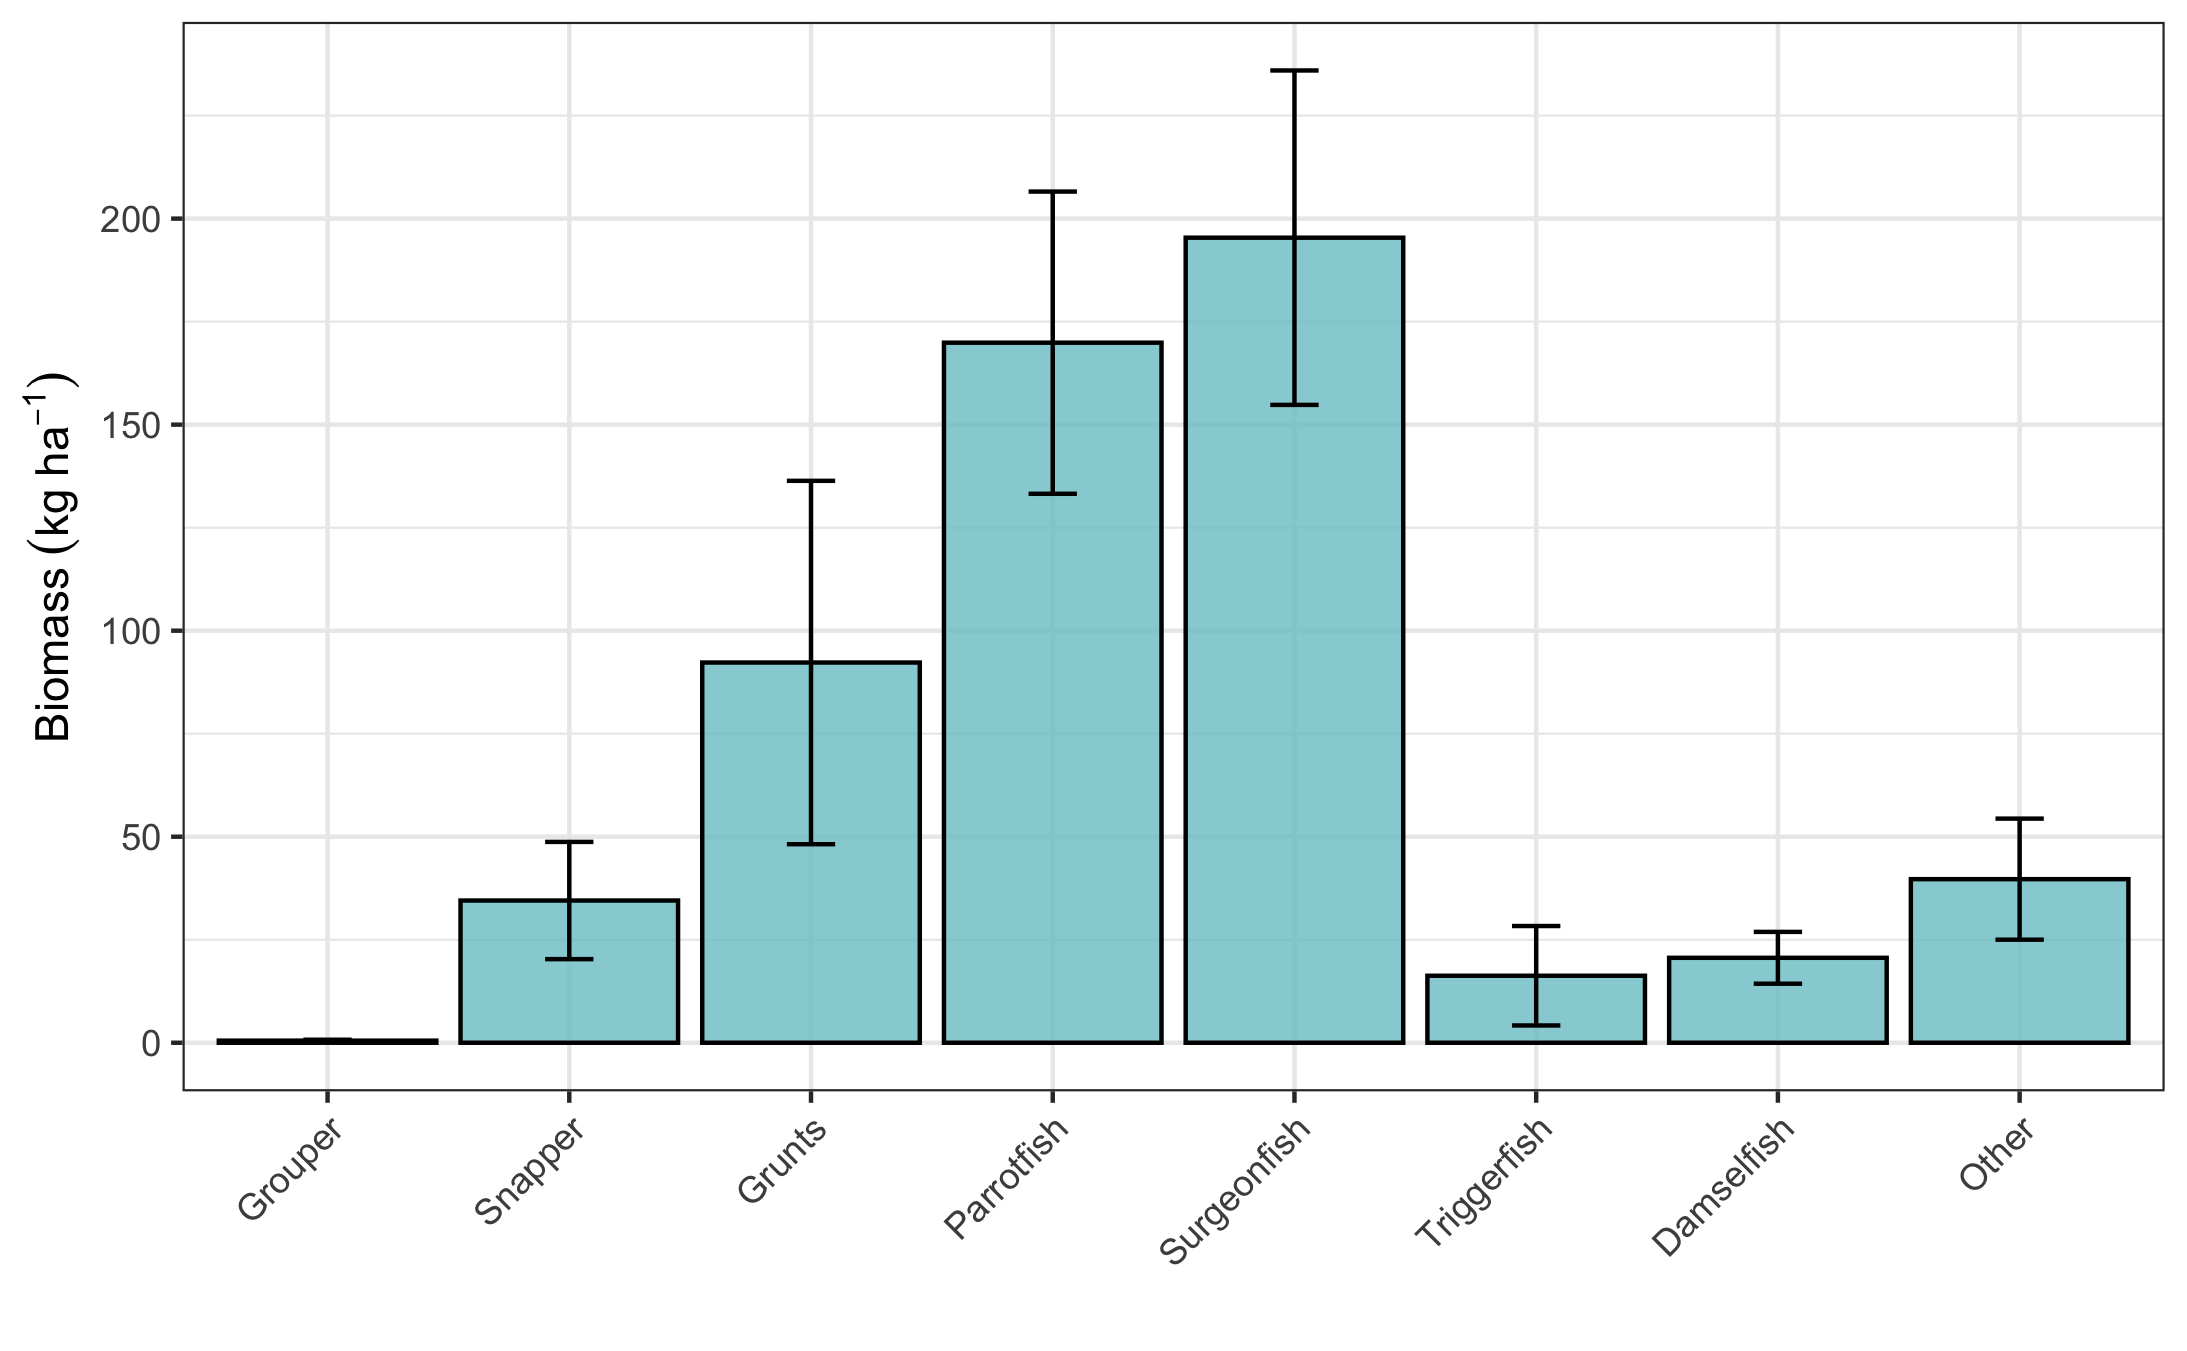 Biomass (kg ha⁻¹)
200
150
100
50
0
Grouper
Snapper
Grunts
Parrotfish
Surgeonfish
Triggerfish
Damselfish
Other